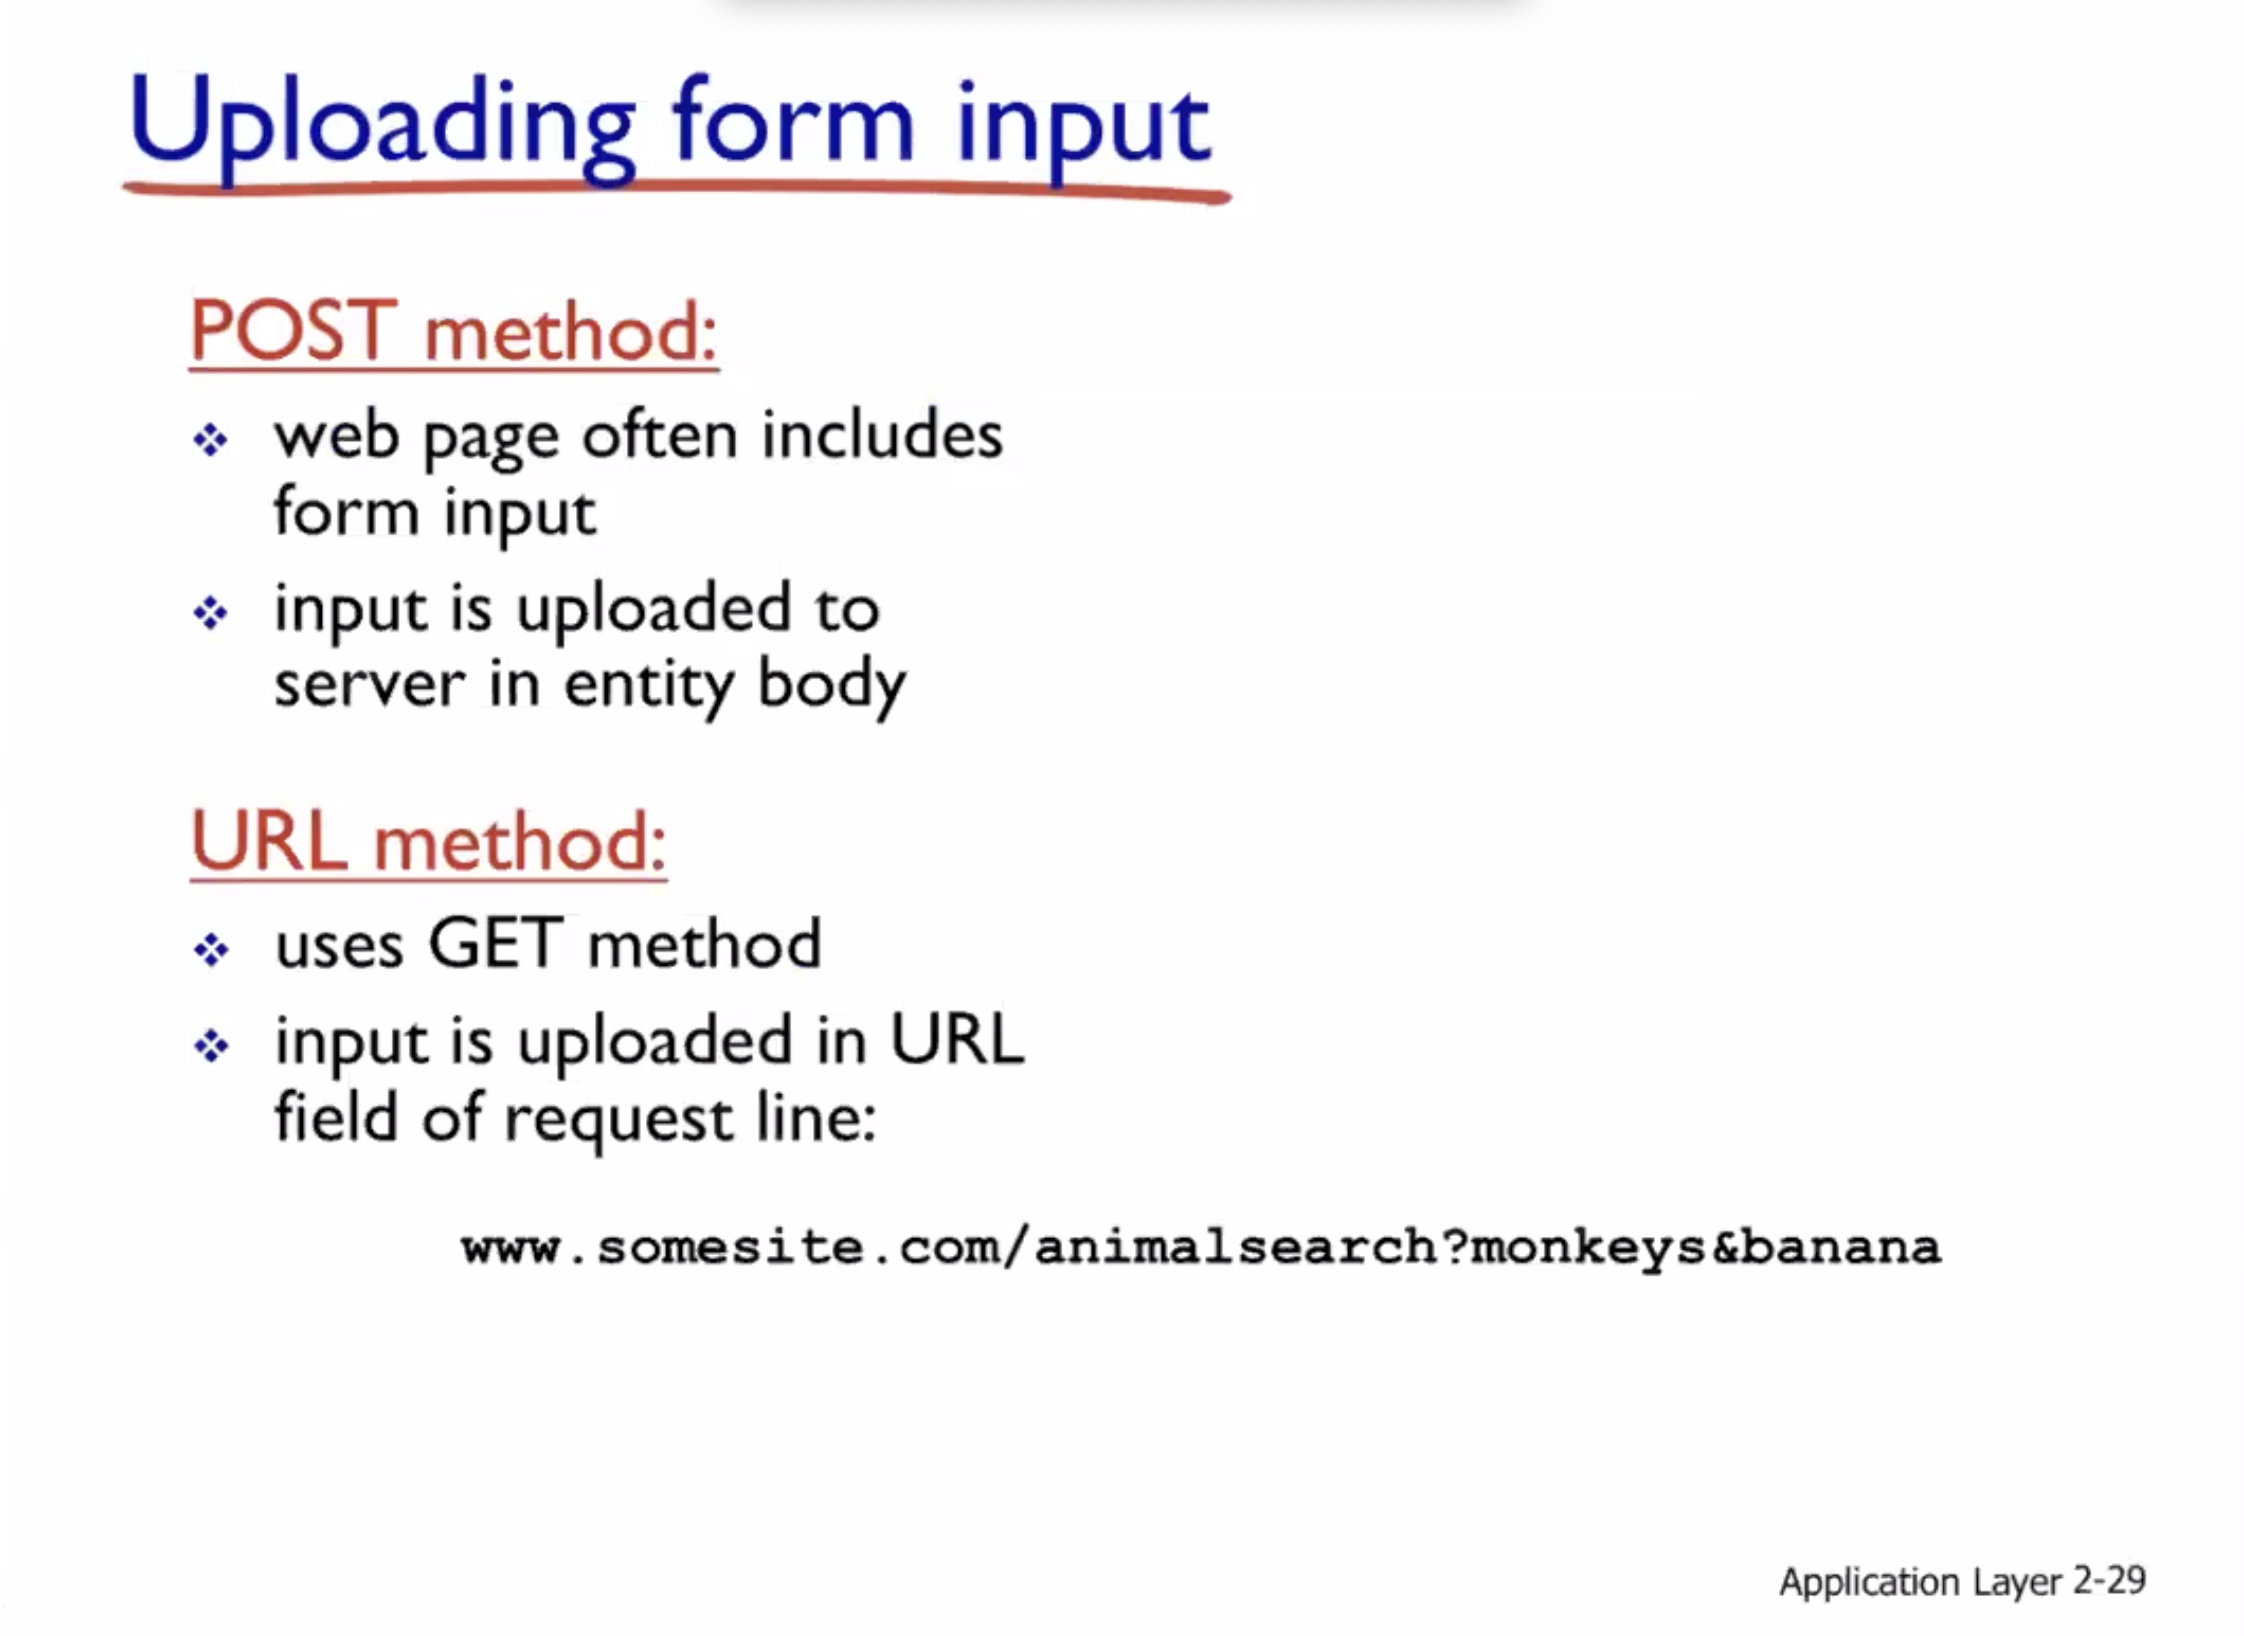 Uploading form input
POST method:
web page often includes
form input
input is uploaded to
server in entity body
URL method:
uses GET method
input is uploaded in URL
field of request line:
www.somesite.com/animalsearch?monkeys&banana
Application Layer 2-29